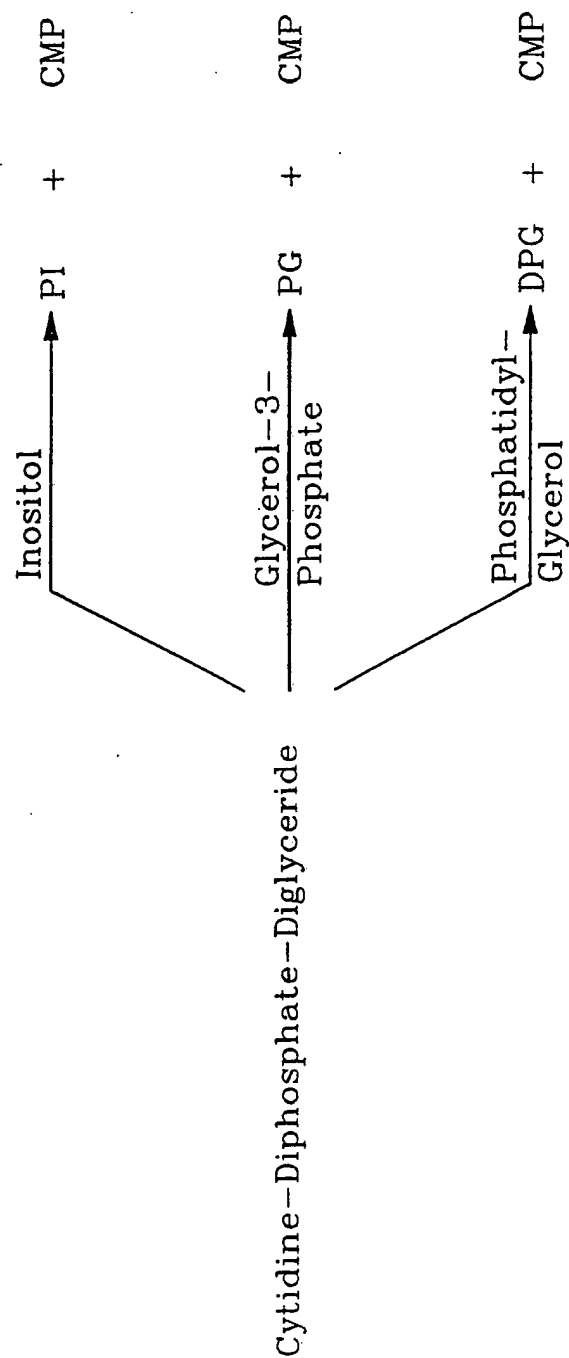 Cytidine-Diphosphate-Diglyceride
Inositol
PI + CMP
Glycerol-3-
Phosphate
PG + CMP
Phosphatidyl-
Glycerol
DPG + CMP